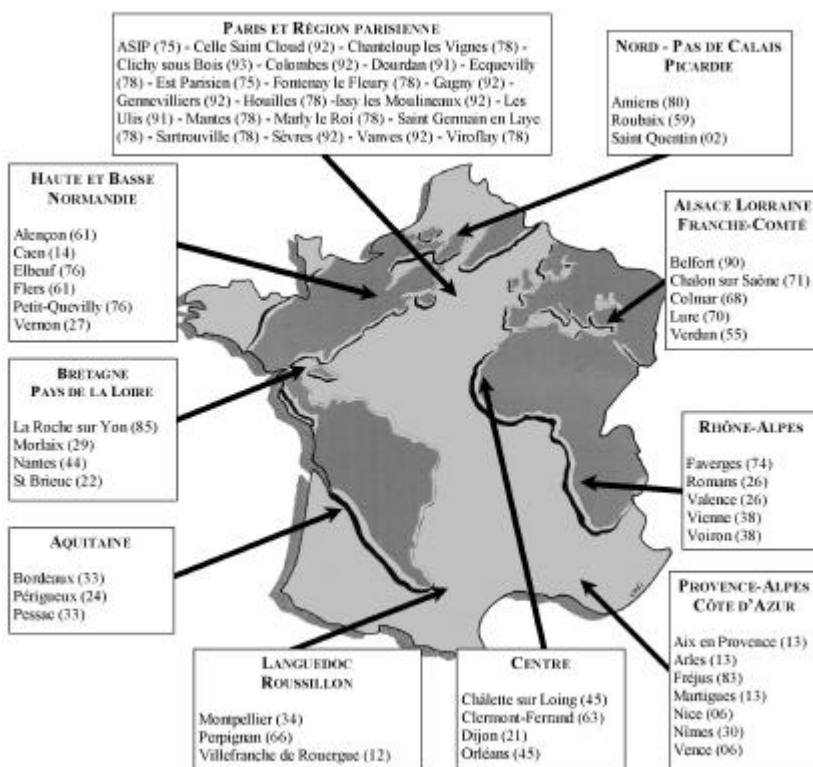 PARIS ET RÉGION PARISIENNE
ASIP (75) - Celle Saint Cloud (92) - Chanteloup les Vignes (78) -
Clichy sous Bois (93) - Colombes (92) - Dourdan (91) - Ecquevilly
(78) - Est Parisien (75) - Fontenay le Fleury (78) - Gagny (92) -
Gennevilliers (92) - Houilles (78) -Issy les Moulineaux (92) - Les
Ulis (91) - Mantes (78) - Marly le Roi (78) - Saint Germain en Laye
(78) - Sartrouville (78) - Sèvres (92) - Vanves (92) - Viroflay (78)
NORD - PAS DE CALAIS
PICARDIE
Amiens (80)
Roubaix (59)
Saint Quentin (02)
HAUTE ET BASSE
NORMANDIE
Alençon (61)
Caen (14)
Elbeuf (76)
Flers (61)
Petit-Quevilly (76)
Vernon (27)
ALSACE LORRAINE
FRANCHE-COMTÉ
Belfort (90)
Chalon sur Saône (71)
Colmar (68)
Lure (70)
Verdun (55)
BRETAGNE
PAYS DE LA LOIRE
La Roche sur Yon (85)
Morlaix (29)
Nantes (44)
St Brieuc (22)
RHÔNE-ALPES
Faverges (74)
Romans (26)
Valence (26)
Vienne (38)
Voiron (38)
AQUITAINE
Bordeaux (33)
Périgueux (24)
Pessac (33)
PROVENCE-ALPES
CÔTE D'AZUR
Aix en Provence (13)
Arles (13)
Fréjus (83)
Martigues (13)
Nice (06)
Nîmes (30)
Vence (06)
LANGUEDOC
ROUSSILLON
Montpellier (34)
Perpignan (66)
Villefranche de Rouergue (12)
CENTRE
Châlette sur Loing (45)
Clermont-Ferrand (63)
Dijon (21)
Orléans (45)